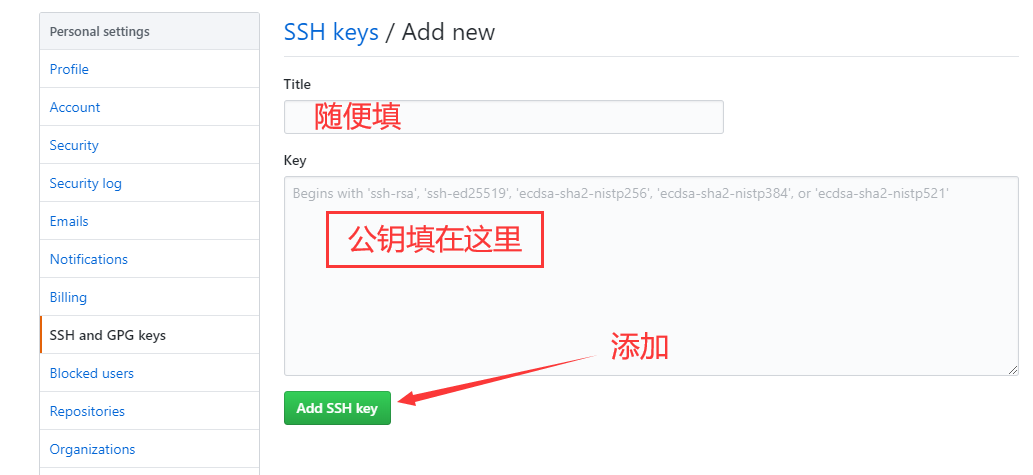 Personal settings
Profile
Account
Security
Security log
Emails
Notifications
Billing
SSH and GPG keys
Blocked users
Repositories
Organizations
SSH keys / Add new
Title
随便填
Key
Begins with 'ssh-rsa', 'ssh-ed25519', 'ecdsa-sha2-nistp256', 'ecdsa-sha2-nistp384', or 'ecdsa-sha2-nistp521'
公钥填在这里
添加
Add SSH key